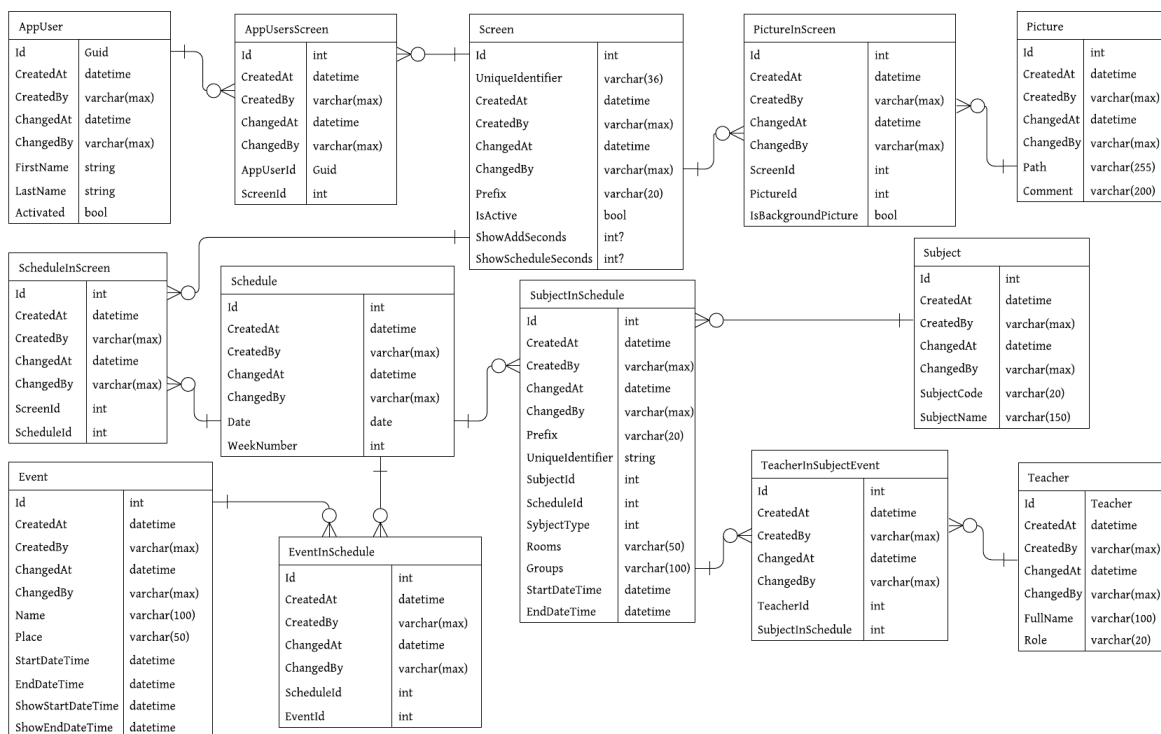 AppUser
Id Guid
CreatedAt datetime
CreatedBy varchar(max)
ChangedAt datetime
ChangedBy varchar(max)
FirstName string
LastName string
Activated bool
AppUsersScreen
Id int
CreatedAt datetime
CreatedBy varchar(max)
ChangedAt datetime
ChangedBy varchar(max)
AppUserId Guid
ScreenId int
Screen
Id int
UniqueIdentifier varchar(36)
CreatedAt datetime
CreatedBy varchar(max)
ChangedAt datetime
ChangedBy varchar(max)
Prefix varchar(20)
IsActive bool
ShowAddSeconds int?
ShowScheduleSeconds int?
PictureInScreen
Id int
CreatedAt datetime
CreatedBy varchar(max)
ChangedAt datetime
ChangedBy varchar(max)
ScreenId int
PictureId int
IsBackgroundPicture bool
Picture
Id int
CreatedAt datetime
CreatedBy varchar(max)
ChangedAt datetime
ChangedBy varchar(max)
Path varchar(255)
Comment varchar(200)
ScheduleInScreen
Id int
CreatedAt datetime
CreatedBy varchar(max)
ChangedAt datetime
ChangedBy varchar(max)
ScreenId int
ScheduleId int
Schedule
Id int
CreatedAt datetime
CreatedBy varchar(max)
ChangedAt datetime
ChangedBy varchar(max)
Date date
WeekNumber int
SubjectInSchedule
Id int
CreatedAt datetime
CreatedBy varchar(max)
ChangedAt datetime
ChangedBy varchar(max)
Prefix varchar(20)
UniqueIdentifier string
SubjectId int
ScheduleId int
SybjectType int
Rooms varchar(50)
Groups varchar(100)
StartDateTime datetime
EndDateTime datetime
Subject
Id int
CreatedAt datetime
CreatedBy varchar(max)
ChangedAt datetime
ChangedBy varchar(max)
SubjectCode varchar(20)
SubjectName varchar(150)
Event
Id int
CreatedAt datetime
CreatedBy varchar(max)
ChangedAt datetime
ChangedBy varchar(max)
Name varchar(100)
Place varchar(50)
StartDateTime datetime
EndDateTime datetime
ShowStartDateTime datetime
ShowEndDateTime datetime
EventInSchedule
Id int
CreatedAt datetime
CreatedBy varchar(max)
ChangedAt datetime
ChangedBy varchar(max)
ScheduleId int
EventId int
TeacherInSubjectEvent
Id int
CreatedAt datetime
CreatedBy varchar(max)
ChangedAt datetime
ChangedBy varchar(max)
TeacherId int
SubjectInSchedule int
Teacher
Id Teacher
CreatedAt datetime
CreatedBy varchar(max)
ChangedAt datetime
ChangedBy varchar(max)
FullName varchar(100)
Role varchar(20)